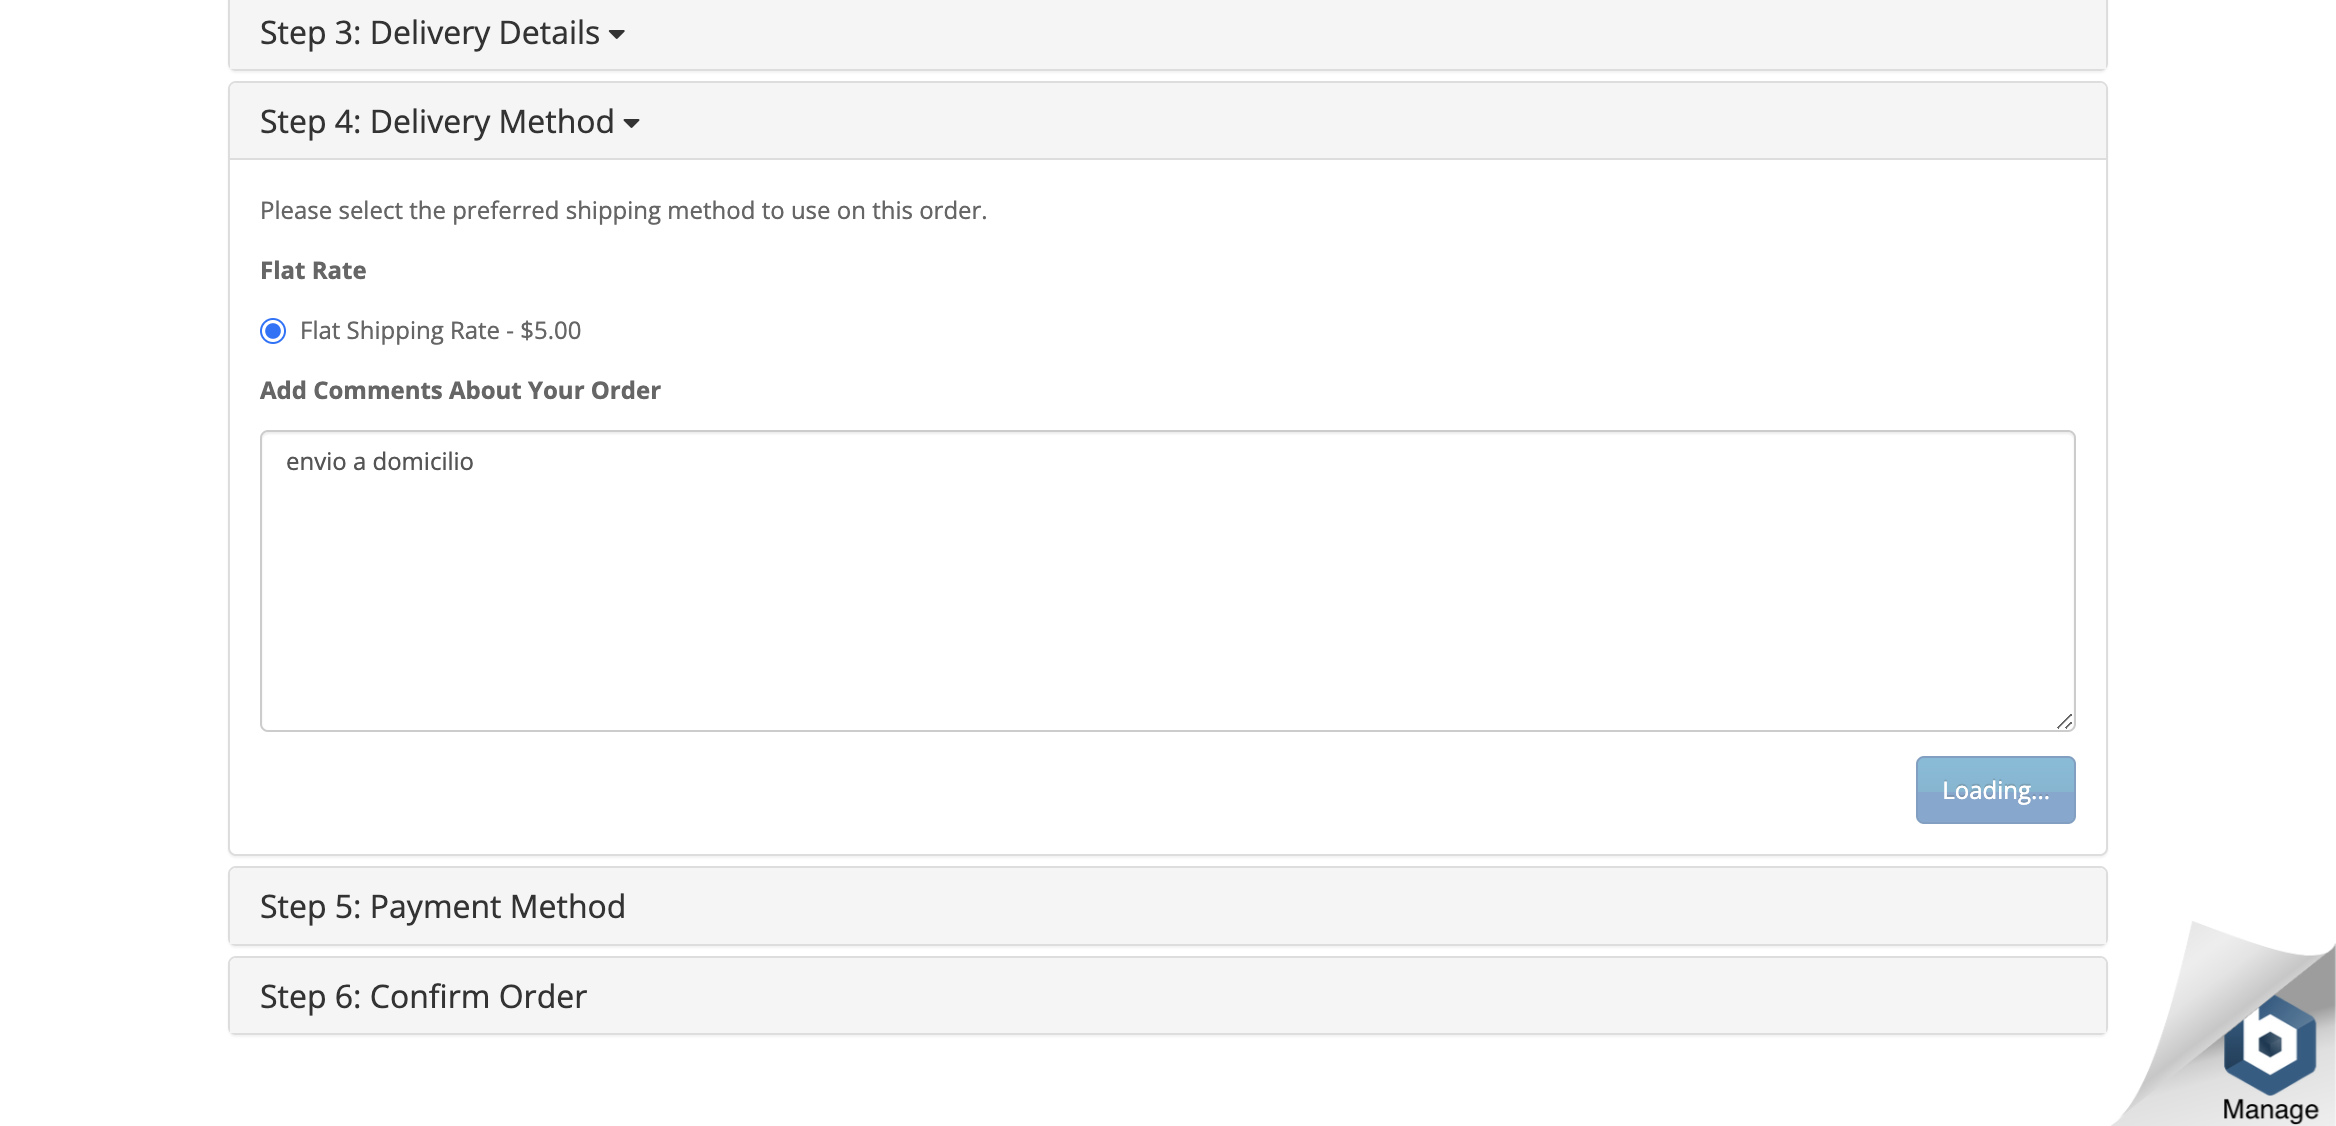 Step 3: Delivery Details
Step 4: Delivery Method
Please select the preferred shipping method to use on this order.
Flat Rate
Flat Shipping Rate - $5.00
Add Comments About Your Order
envio a domicilio
Loading...
Step 5: Payment Method
Step 6: Confirm Order
b
Manage